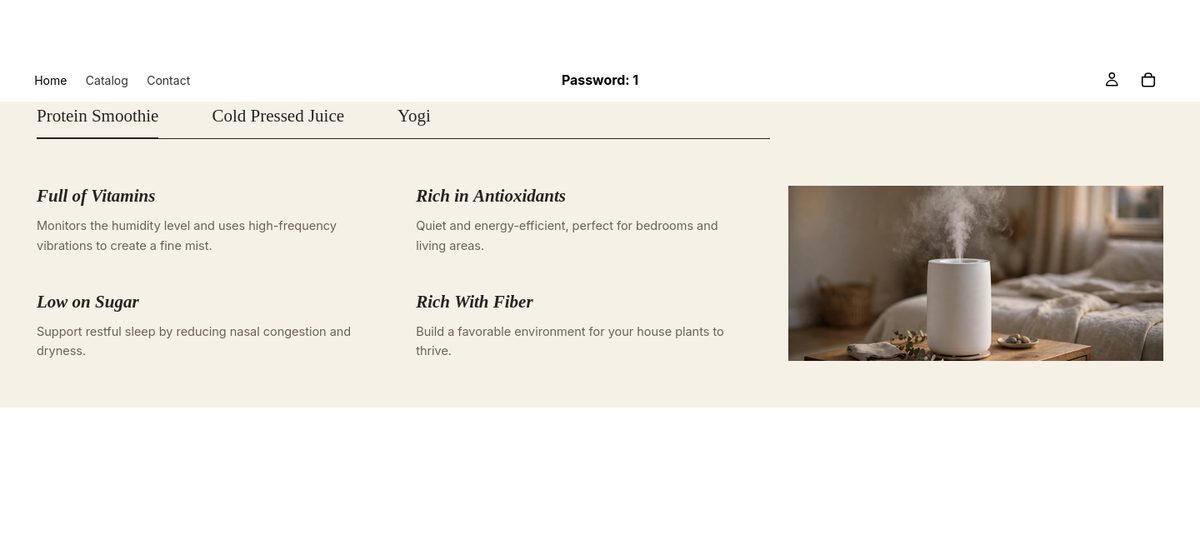 Home Catalog Contact Password: 1
Protein Smoothie Cold Pressed Juice Yogi
Full of Vitamins
Monitors the humidity level and uses high-frequency
vibrations to create a fine mist.
Rich in Antioxidants
Quiet and energy-efficient, perfect for bedrooms and
living areas.
Low on Sugar
Support restful sleep by reducing nasal congestion and
dryness.
Rich With Fiber
Build a favorable environment for your house plants to
thrive.